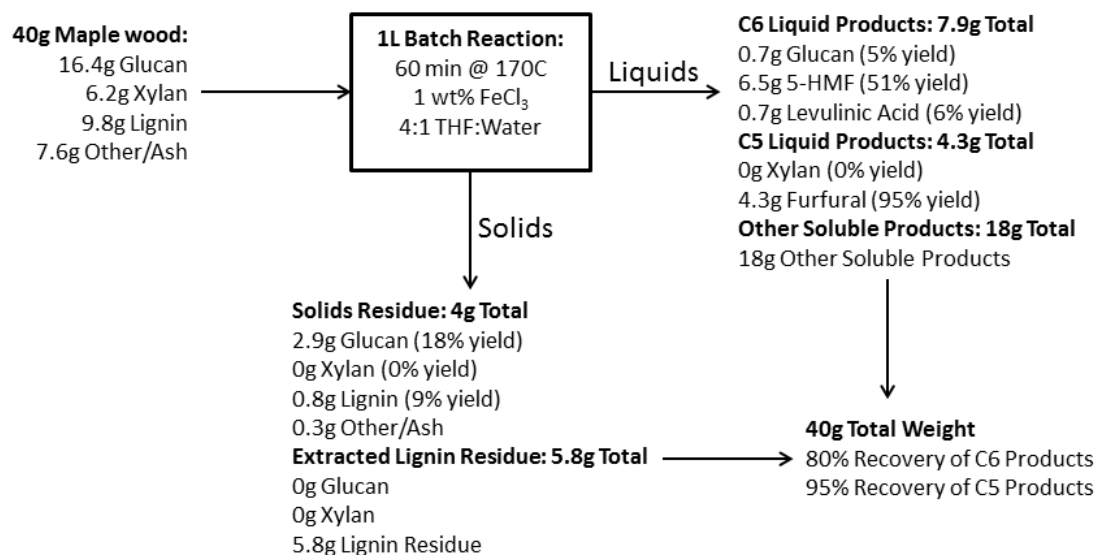 40g Maple wood:
16.4g Glucan
6.2g Xylan
9.8g Lignin
7.6g Other/Ash
1L Batch Reaction:
60 min @ 170C
1 wt% FeCl₃
4:1 THF:Water
Liquids
C6 Liquid Products: 7.9g Total
0.7g Glucan (5% yield)
6.5g 5-HMF (51% yield)
0.7g Levulinic Acid (6% yield)
C5 Liquid Products: 4.3g Total
0g Xylan (0% yield)
4.3g Furfural (95% yield)
Other Soluble Products: 18g Total
18g Other Soluble Products
Solids
Solids Residue: 4g Total
2.9g Glucan (18% yield)
0g Xylan (0% yield)
0.8g Lignin (9% yield)
0.3g Other/Ash
Extracted Lignin Residue: 5.8g Total
0g Glucan
0g Xylan
5.8g Lignin Residue
40g Total Weight
80% Recovery of C6 Products
95% Recovery of C5 Products